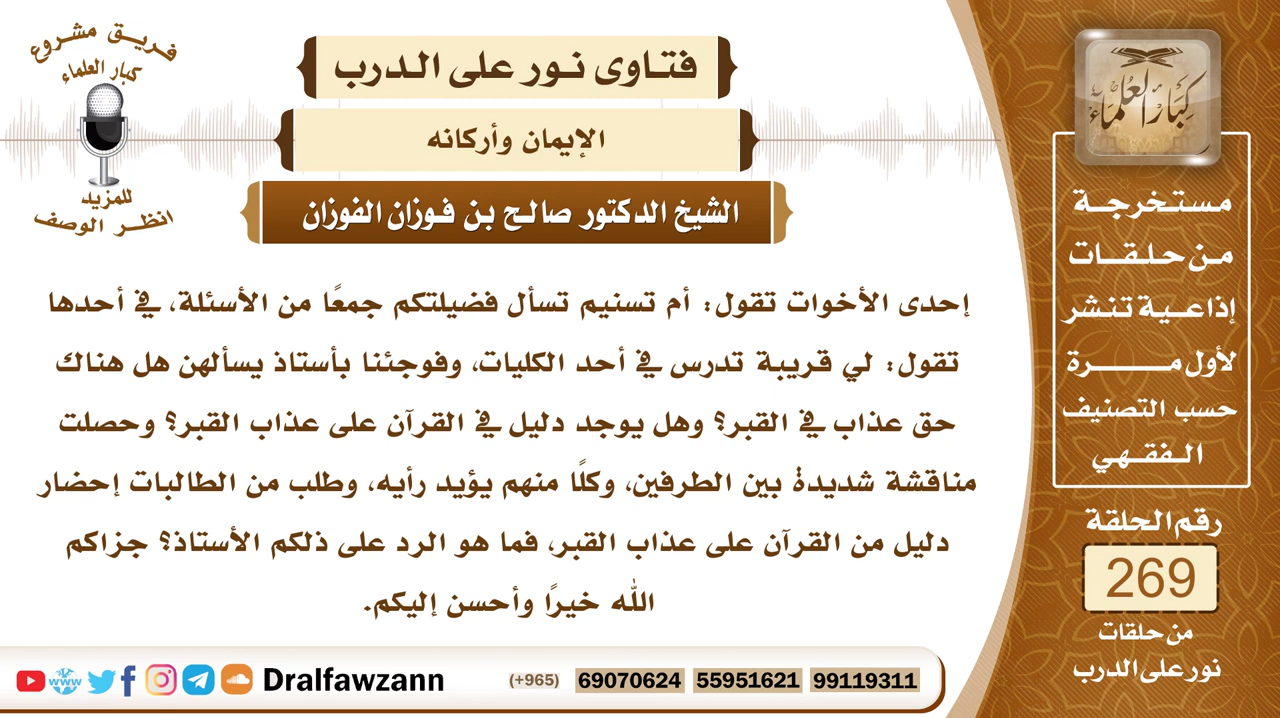 فريق مشروع
كبار العلماء
للمزيد
انظر الوصف
فتاوى نور على الدرب
الإيمان وأركانه
الشيخ الدكتور صالح بن فوزان الفوزان
إحدى الأخوات تقول: أم تسنيم تسأل فضيلتكم جمعًا من الأسئلة، في أحدها
تقول: لي قريبة تدرس في أحد الكليات، وفوجئنا بأستاذ يسألهن هل هناك
حق عذاب في القبر؟ وهل يوجد دليل في القرآن على عذاب القبر؟ وحصلت
مناقشة شديدة بين الطرفين، وكلًا منهم يؤيد رأيه، وطلب من الطالبات إحضار
دليل من القرآن على عذاب القبر، فما هو الرد على ذلكم الأستاذ؟ جزاكم
الله خيرًا وأحسن إليكم.
كبار العلماء
مستخرجة
من حلقات
إذاعية تنشر
لأول مرة
حسب التصنيف
الفقهي
رقم الحلقة
269
من حلقات
نور على الدرب
www
Dralfawzann (+965) 69070624 55951621 99119311